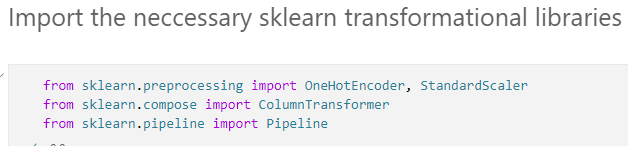 Import the neccessary sklearn transformational libraries
from sklearn.preprocessing import OneHotEncoder, StandardScaler
from sklearn.compose import ColumnTransformer
from sklearn.pipeline import Pipeline